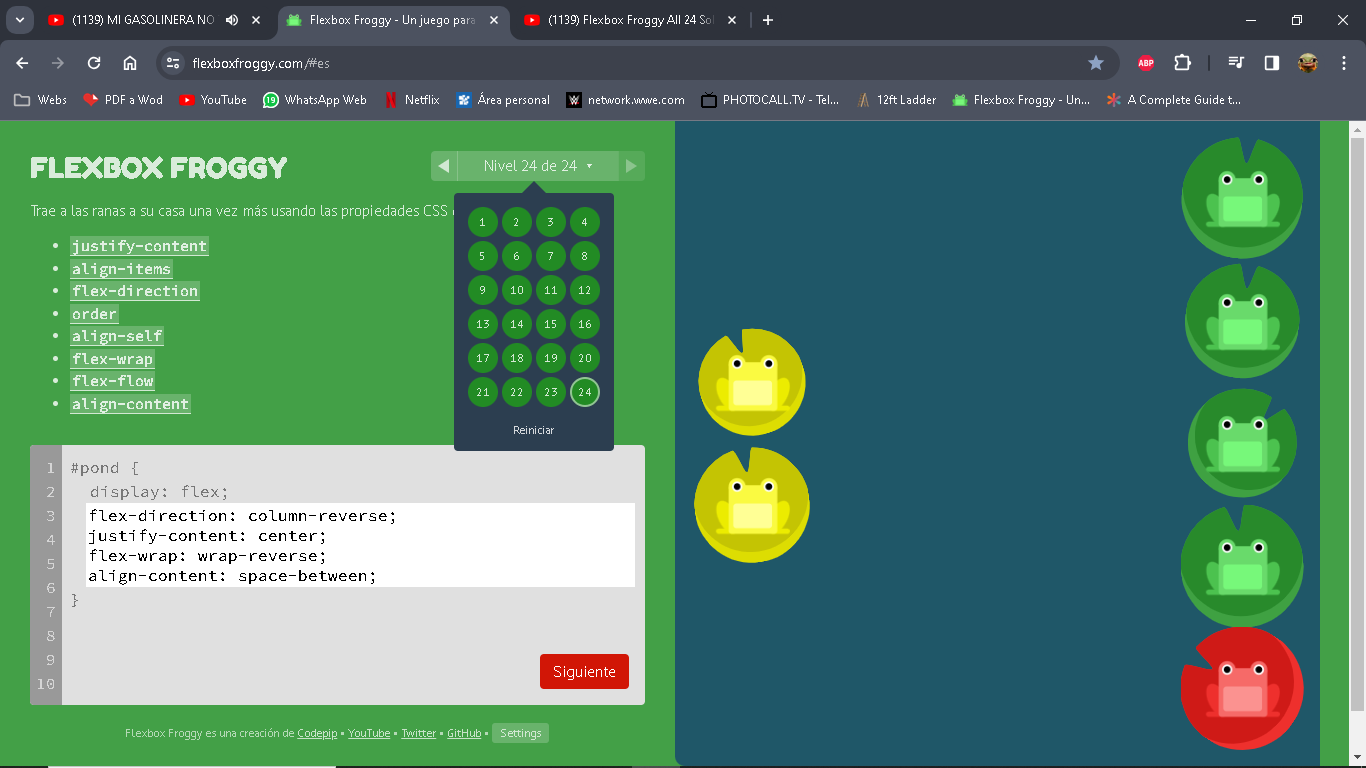 (1139) MI GASOLINERA NO
Flexbox Froggy - Un juego para
(1139) Flexbox Froggy All 24 Sol
flexboxfroggy.com/#es
ABP
Webs
PDF a Wod
YouTube
19
WhatsApp Web
Netflix
Área personal
network.wwe.com
PHOTOCALL.TV - Tel...
12ft Ladder
Flexbox Froggy - Un...
A Complete Guide t...
FLEXBOX FROGGY
Nivel 24 de 24
Trae a las ranas a su casa una vez más usando las propiedades CSS
justify-content
align-items
flex-direction
order
align-self
flex-wrap
flex-flow
align-content
1 2 3 4
5 6 7 8
9 10 11 12
13 14 15 16
17 18 19 20
21 22 23 24
Reiniciar
1 #pond {
2 display: flex;
3 flex-direction: column-reverse;
4 justify-content: center;
5 flex-wrap: wrap-reverse;
6 align-content: space-between;
7 }
8
9
10
Siguiente
Flexbox Froggy es una creación de Codepip • YouTube • Twitter • GitHub • Settings